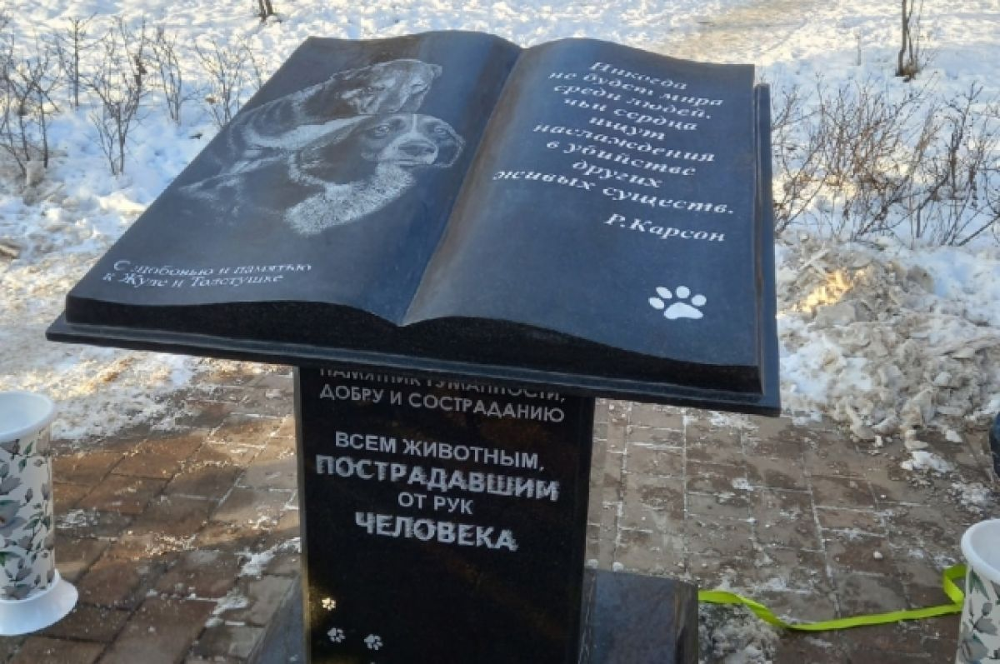 С любовью и памятью
к Жуле и Толстушке
Никогда
не будет мира
среди людей,
чьи сердца
ищут
наслаждения
в убийстве
других
живых существ.
Р.Карсон
ПАМЯТНИК ГУМАННОСТИ,
ДОБРУ И СОСТРАДАНИЮ
ВСЕМ ЖИВОТНЫМ,
ПОСТРАДАВШИМ
ОТ РУК
ЧЕЛОВЕКА